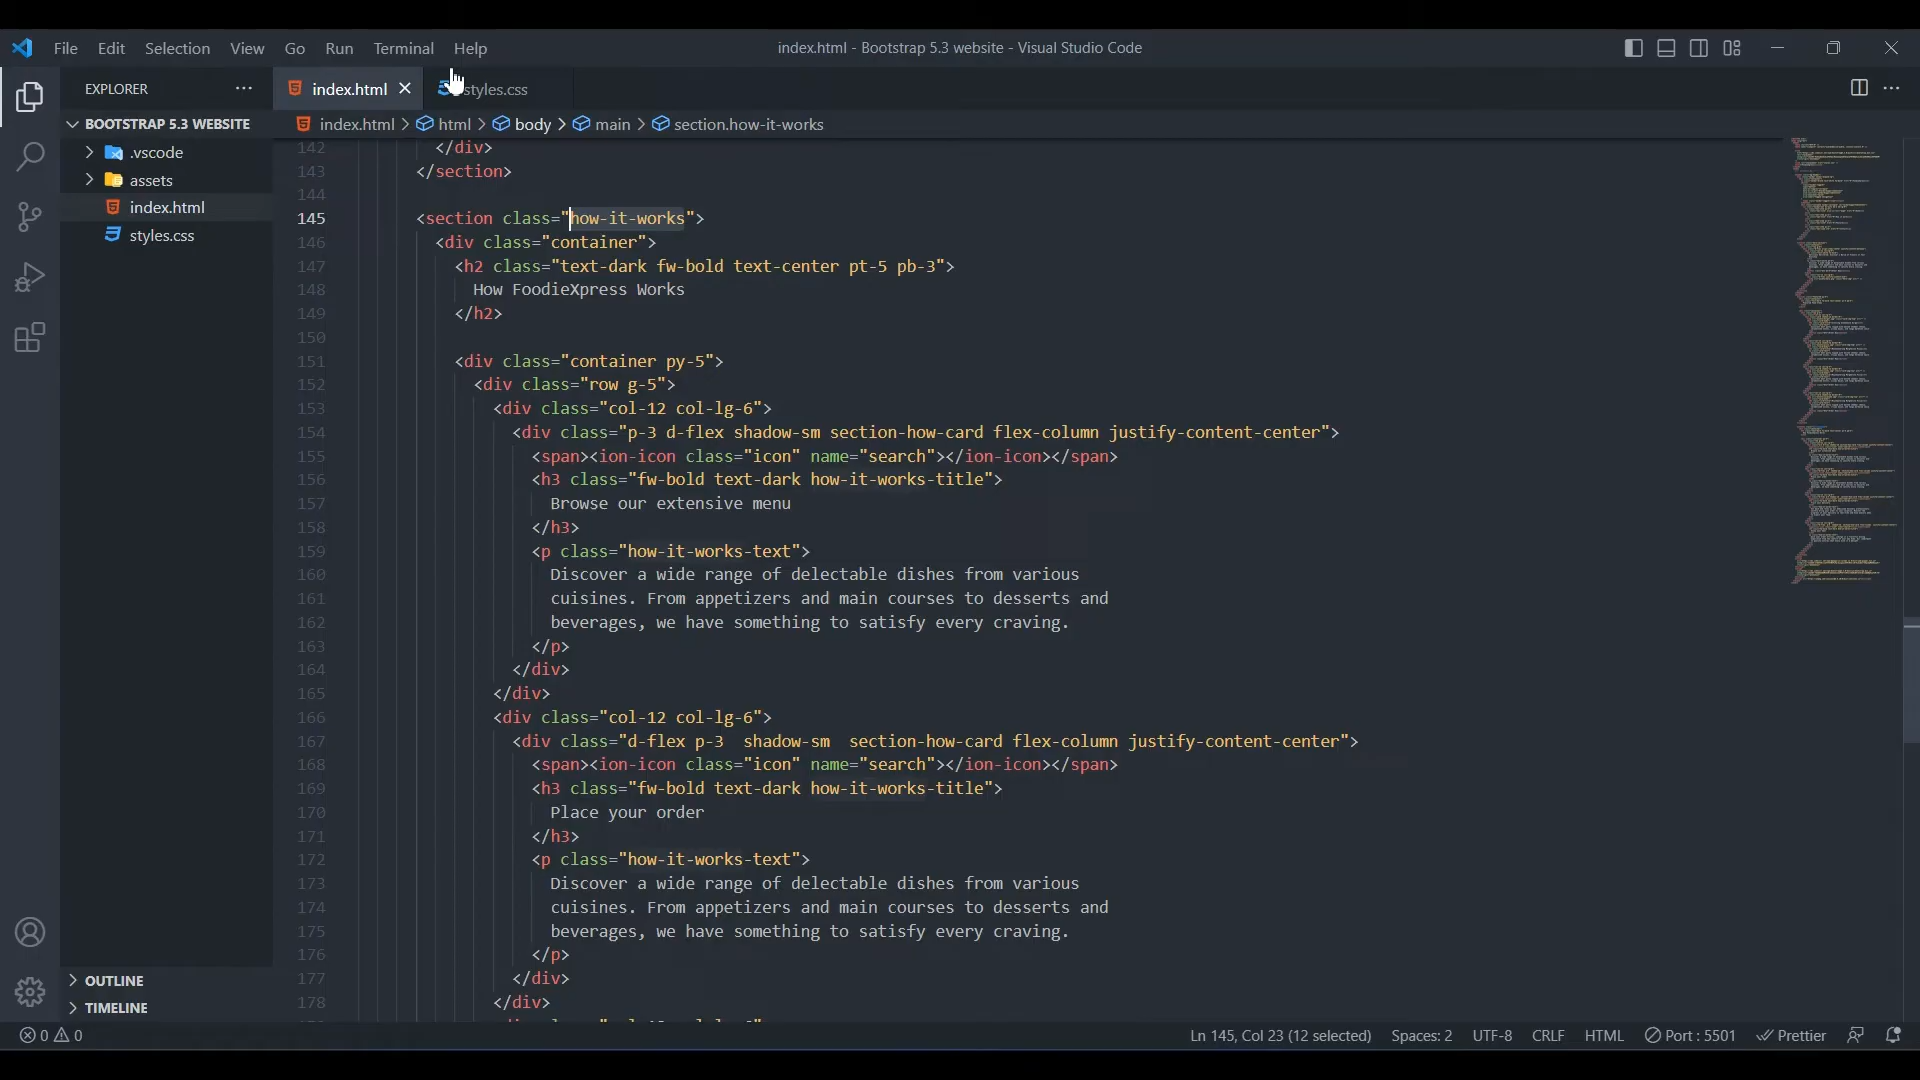 File Edit Selection View Go Run Terminal Help
index.html - Bootstrap 5.3 website - Visual Studio Code
EXPLORER
index.html
styles.css
BOOTSTRAP 5.3 WEBSITE
index.html > html > body > main > section.how-it-works
.vscode
assets
index.html
styles.css
142 </div>
143 </section>
144
145 <section class="how-it-works">
146 <div class="container">
147 <h2 class="text-dark fw-bold text-center pt-5 pb-3">
148 How FoodieXpress Works
149 </h2>
150
151 <div class="container py-5">
152 <div class="row g-5">
153 <div class="col-12 col-lg-6">
154 <div class="p-3 d-flex shadow-sm section-how-card flex-column justify-content-center">
155 <span><ion-icon class="icon" name="search"></ion-icon></span>
156 <h3 class="fw-bold text-dark how-it-works-title">
157 Browse our extensive menu
158 </h3>
159 <p class="how-it-works-text">
160 Discover a wide range of delectable dishes from various
161 cuisines. From appetizers and main courses to desserts and
162 beverages, we have something to satisfy every craving.
163 </p>
164 </div>
165 </div>
166 <div class="col-12 col-lg-6">
167 <div class="d-flex p-3  shadow-sm  section-how-card flex-column justify-content-center">
168 <span><ion-icon class="icon" name="search"></ion-icon></span>
169 <h3 class="fw-bold text-dark how-it-works-title">
170 Place your order
171 </h3>
172 <p class="how-it-works-text">
173 Discover a wide range of delectable dishes from various
174 cuisines. From appetizers and main courses to desserts and
175 beverages, we have something to satisfy every craving.
176 </p>
177 </div>
178 </div>
OUTLINE
TIMELINE
0 0
Ln 145, Col 23 (12 selected) Spaces: 2 UTF-8 CRLF HTML Port : 5501 Prettier